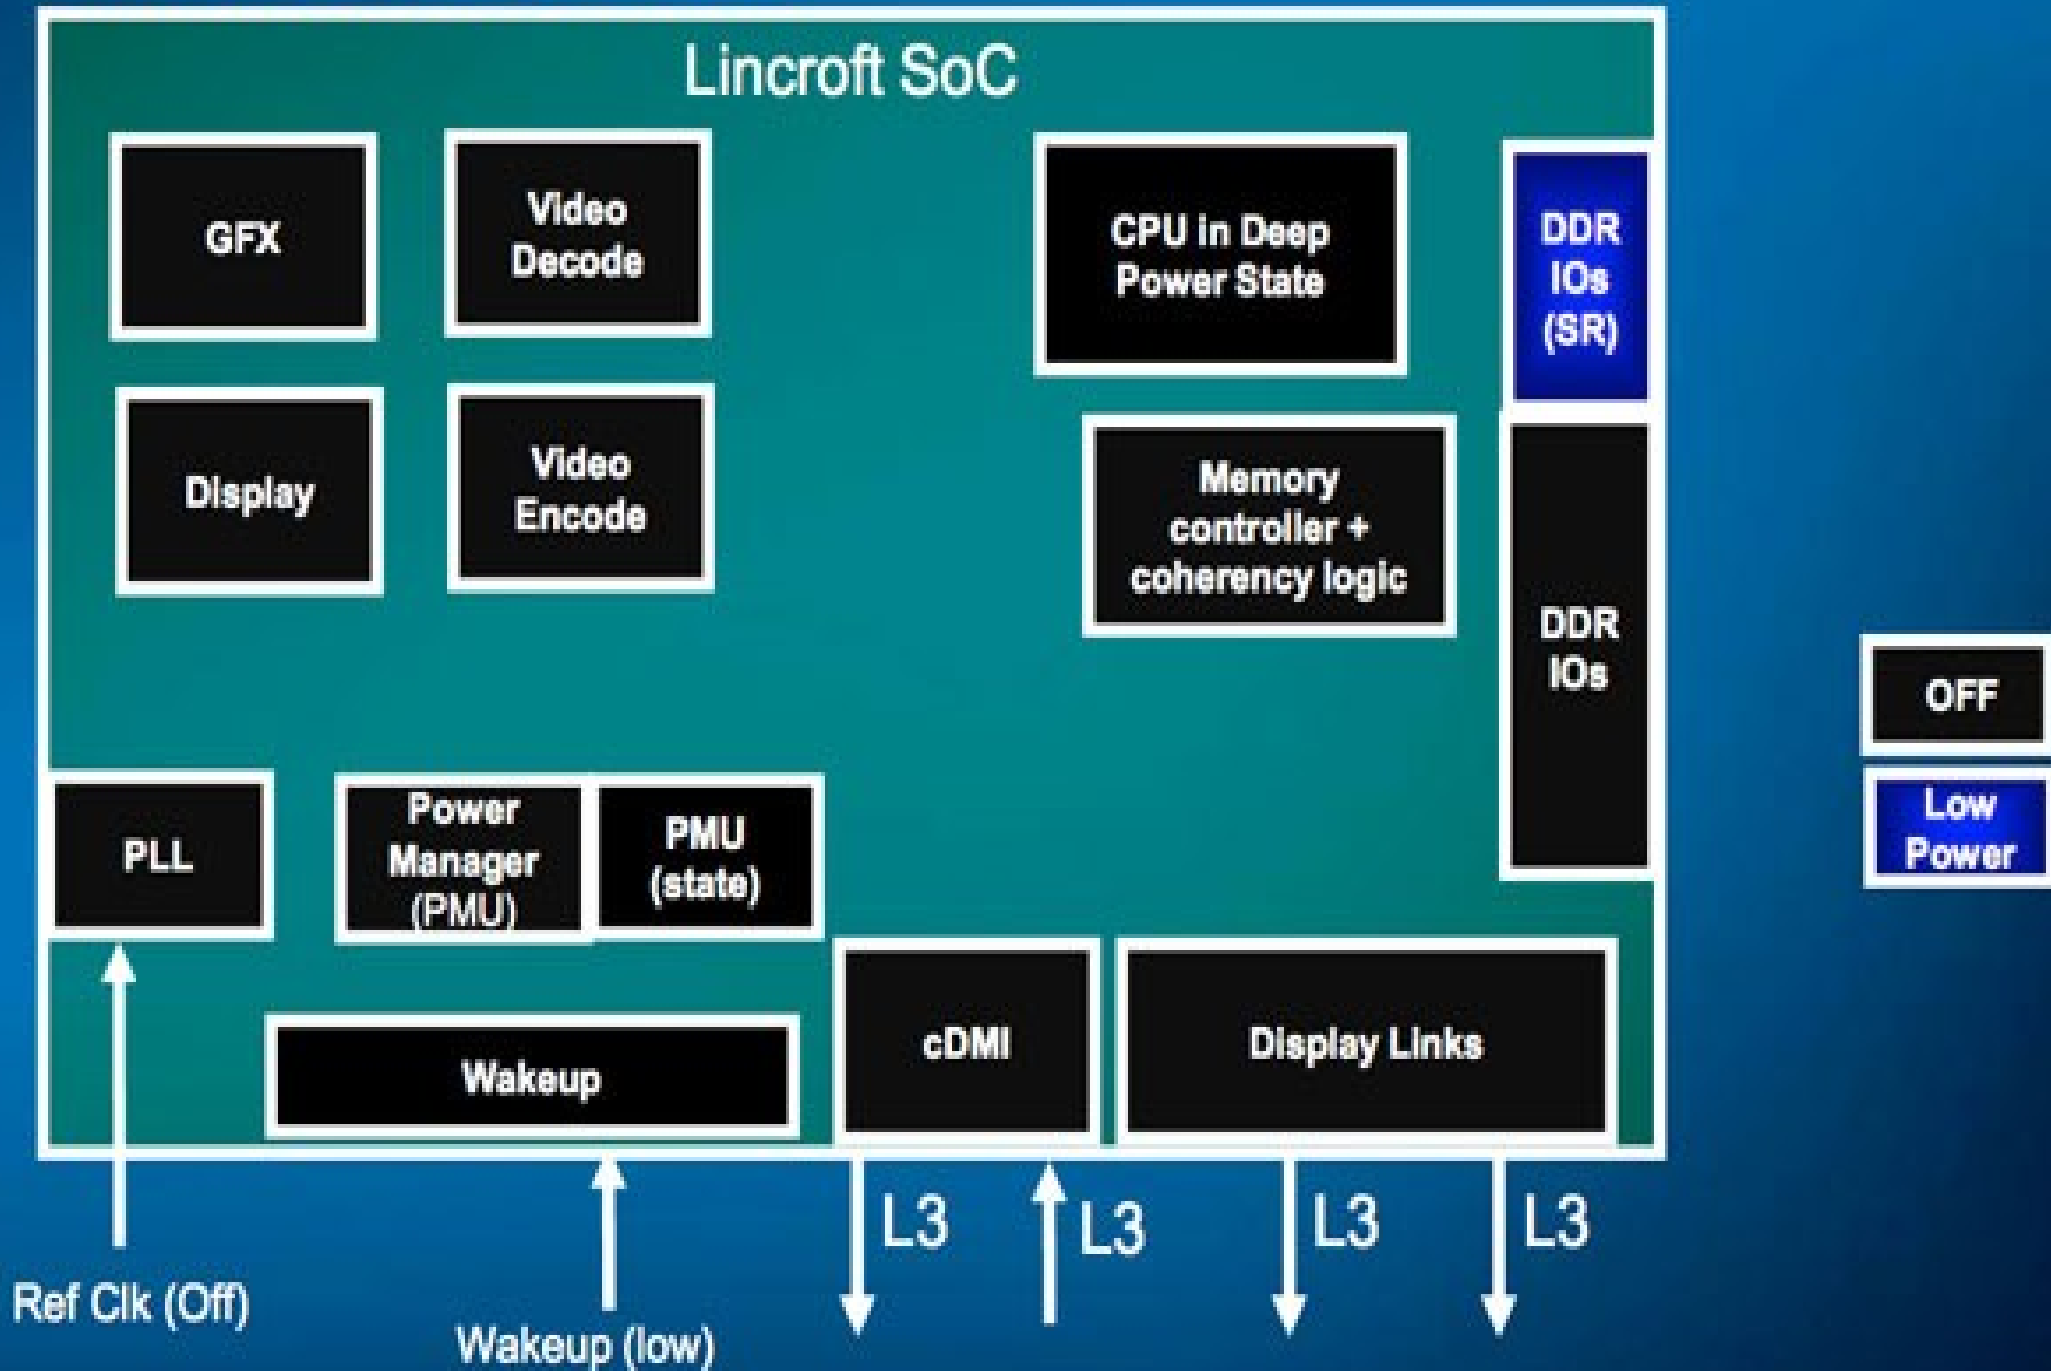 Lincroft SoC
GFX
Video
Decode
CPU in Deep
Power State
DDR
IOs
(SR)
Display
Video
Encode
Memory
controller +
coherency logic
DDR
IOs
OFF
Low
Power
PLL
Power
Manager
(PMU)
PMU
(state)
Wakeup
cDMI
Display Links
L3
L3
L3
L3
Ref Clk (Off)
Wakeup (low)